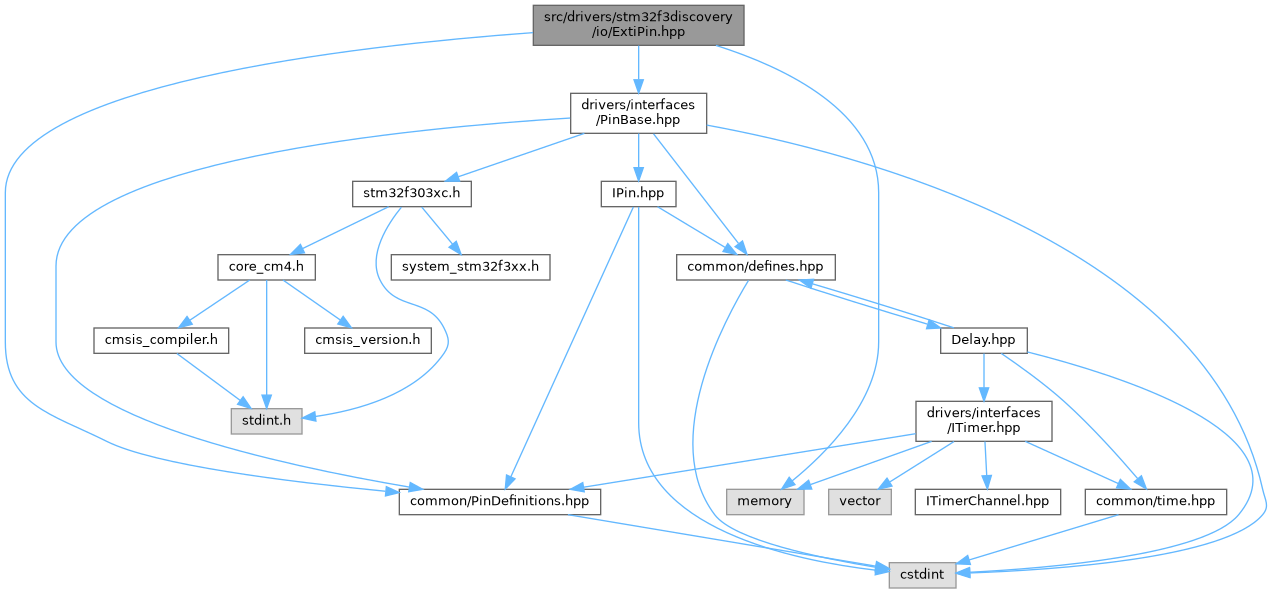 src/drivers/stm32f3discovery
/io/ExtiPin.hpp
drivers/interfaces
/PinBase.hpp
stm32f303xc.h
IPin.hpp
core_cm4.h
system_stm32f3xx.h
common/defines.hpp
cmsis_compiler.h
cmsis_version.h
Delay.hpp
stdint.h
drivers/interfaces
/ITimer.hpp
common/PinDefinitions.hpp
memory
vector
ITimerChannel.hpp
common/time.hpp
cstdint